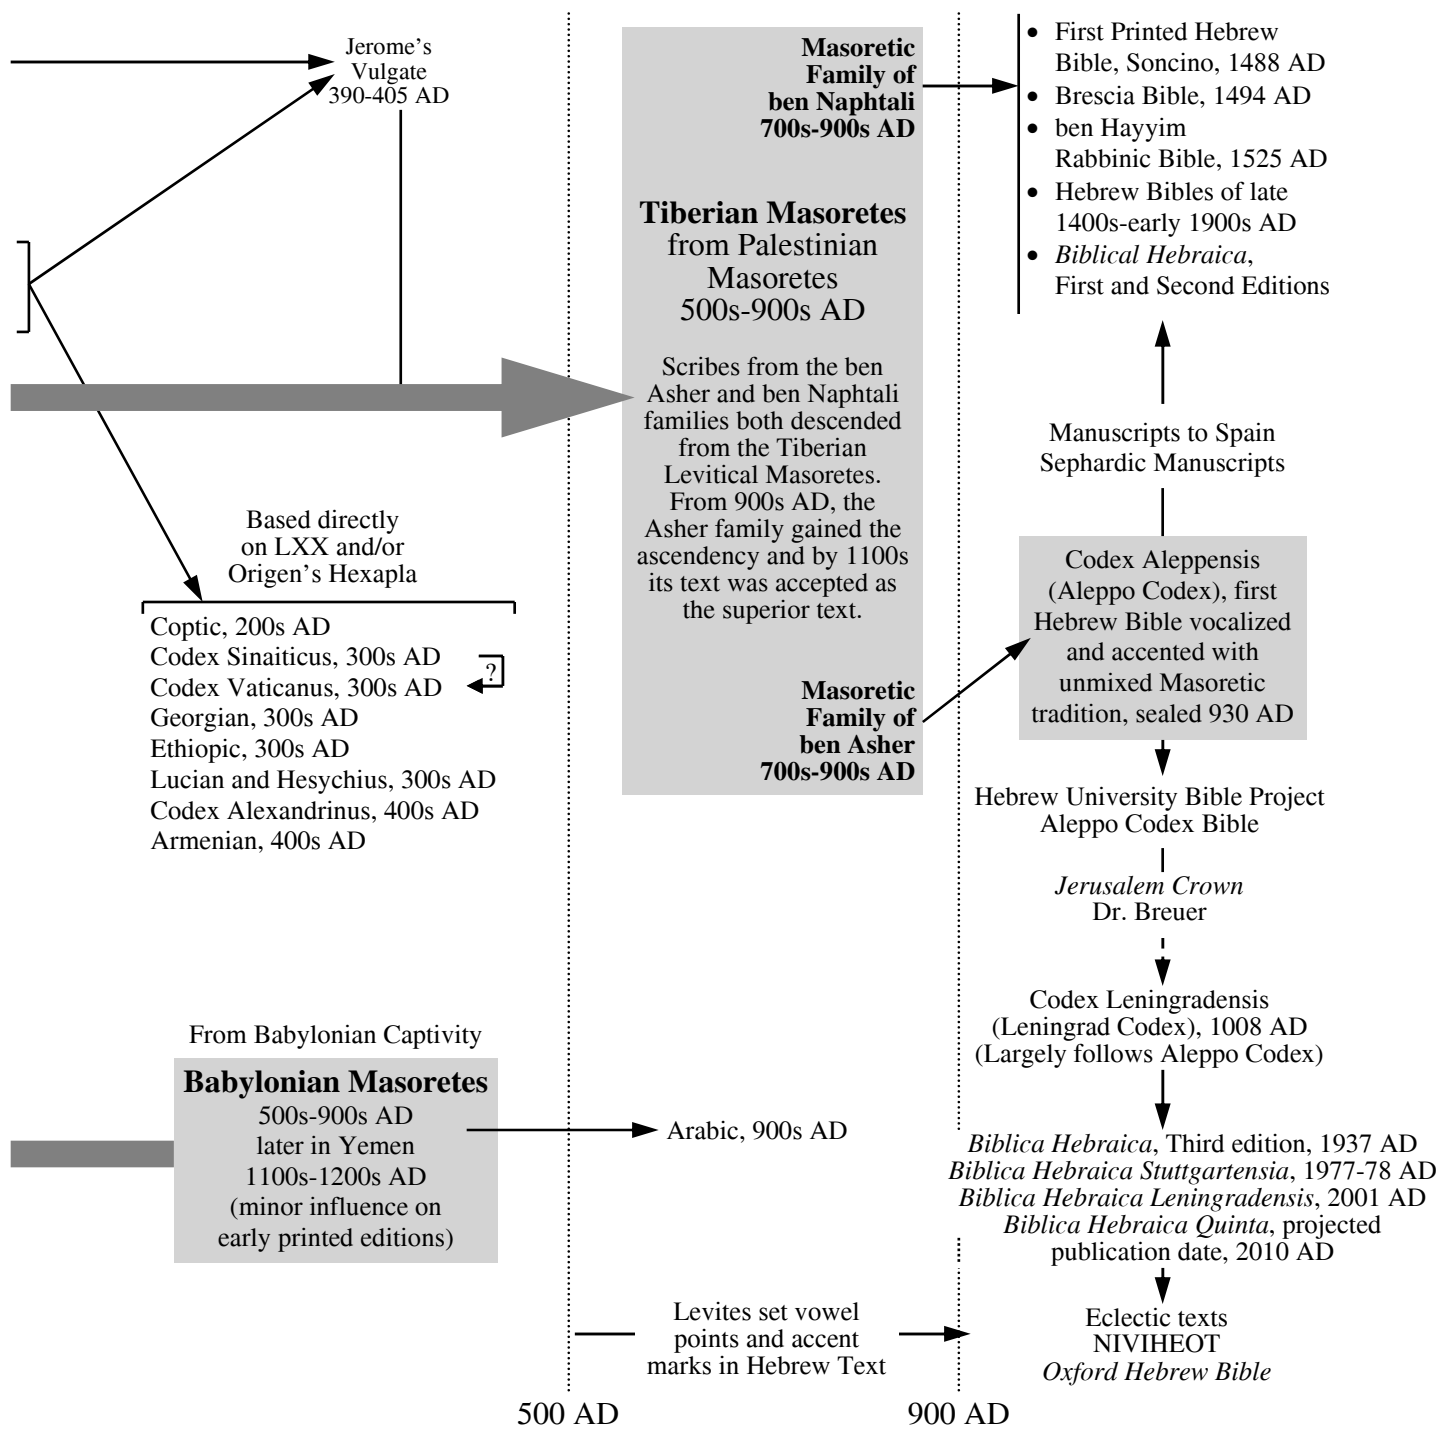 Jerome's
Vulgate
390-405 AD
Masoretic
Family of
ben Naphtali
700s-900s AD
• First Printed Hebrew
Bible, Soncino, 1488 AD
• Brescia Bible, 1494 AD
• ben Hayyim
Rabbinic Bible, 1525 AD
• Hebrew Bibles of late
1400s-early 1900s AD
• Biblical Hebraica,
First and Second Editions
Tiberian Masoretes
from Palestinian
Masoretes
500s-900s AD
Scribes from the ben
Asher and ben Naphtali
families both descended
from the Tiberian
Levitical Masoretes.
From 900s AD, the
Asher family gained the
ascendency and by 1100s
its text was accepted as
the superior text.
Manuscripts to Spain
Sephardic Manuscripts
Based directly
on LXX and/or
Origen's Hexapla
Coptic, 200s AD
Codex Sinaiticus, 300s AD
?
Codex Vaticanus, 300s AD
Georgian, 300s AD
Ethiopic, 300s AD
Lucian and Hesychius, 300s AD
Codex Alexandrinus, 400s AD
Armenian, 400s AD
Masoretic
Family of
ben Asher
700s-900s AD
Codex Aleppensis
(Aleppo Codex), first
Hebrew Bible vocalized
and accented with
unmixed Masoretic
tradition, sealed 930 AD
Hebrew University Bible Project
Aleppo Codex Bible
Jerusalem Crown
Dr. Breuer
Codex Leningradensis
(Leningrad Codex), 1008 AD
(Largely follows Aleppo Codex)
From Babylonian Captivity
Babylonian Masoretes
500s-900s AD
later in Yemen
1100s-1200s AD
(minor influence on
early printed editions)
Arabic, 900s AD
Biblica Hebraica, Third edition, 1937 AD
Biblica Hebraica Stuttgartensia, 1977-78 AD
Biblica Hebraica Leningradensis, 2001 AD
Biblica Hebraica Quinta, projected
publication date, 2010 AD
Levites set vowel
points and accent
marks in Hebrew Text
Eclectic texts
NIVIHEOT
Oxford Hebrew Bible
500 AD
900 AD